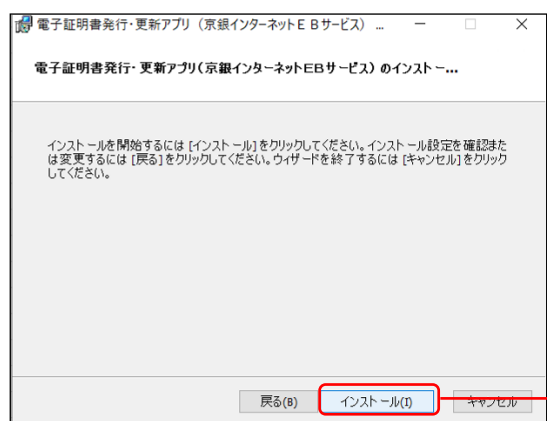 電子証明書発行・更新アプリ（京銀インターネットＥＢサービス） ...
電子証明書発行・更新アプリ（京銀インターネットEBサービス）のインストー...
インストールを開始するには [インストール] をクリックしてください。インストール設定を確認また
は変更するには [戻る] をクリックしてください。ウィザードを終了するには [キャンセル] をクリック
してください。
戻る(B) インストール(I) キャンセル